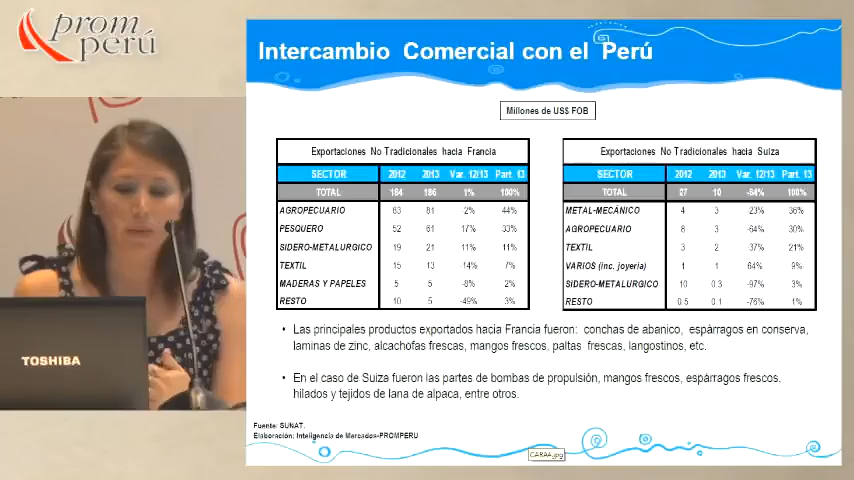 prom
perú
Intercambio Comercial con el Perú
Millones de US$ FOB
Exportaciones No Tradicionales hacia Francia
SECTOR 2012 2013 Var. 12/13 Part. 13
TOTAL 184 186 1% 100%
AGROPECUARIO 83 81 -2% 44%
PESQUERO 52 61 17% 33%
SIDERO-METALURGICO 19 21 11% 11%
TEXTIL 15 13 -14% 7%
MADERAS Y PAPELES 5 5 -8% 2%
RESTO 10 5 -49% 3%
Exportaciones No Tradicionales hacia Suiza
SECTOR 2012 2013 Var. 12/13 Part. 13
TOTAL 27 10 -64% 100%
METAL-MECÁNICO 4 3 -23% 36%
AGROPECUARIO 8 3 -64% 30%
TEXTIL 3 2 -37% 21%
VARIOS (inc. joyeria) 1 1 64% 9%
SIDERO-METALURGICO 10 0.3 -97% 3%
RESTO 0.5 0.1 -76% 1%
• Las principales productos exportados hacia Francia fueron: conchas de abanico, espárragos en conserva,
laminas de zinc, alcachofas frescas, mangos frescos, paltas frescas, langostinos, etc.
• En el caso de Suiza fueron las partes de bombas de propulsión, mangos frescos, espárragos frescos,
hilados y tejidos de lana de alpaca, entre otros.
Fuente: SUNAT.
Elaboración: Inteligencia de Mercados-PROMPERU
CABAA.jpg
TOSHIBA